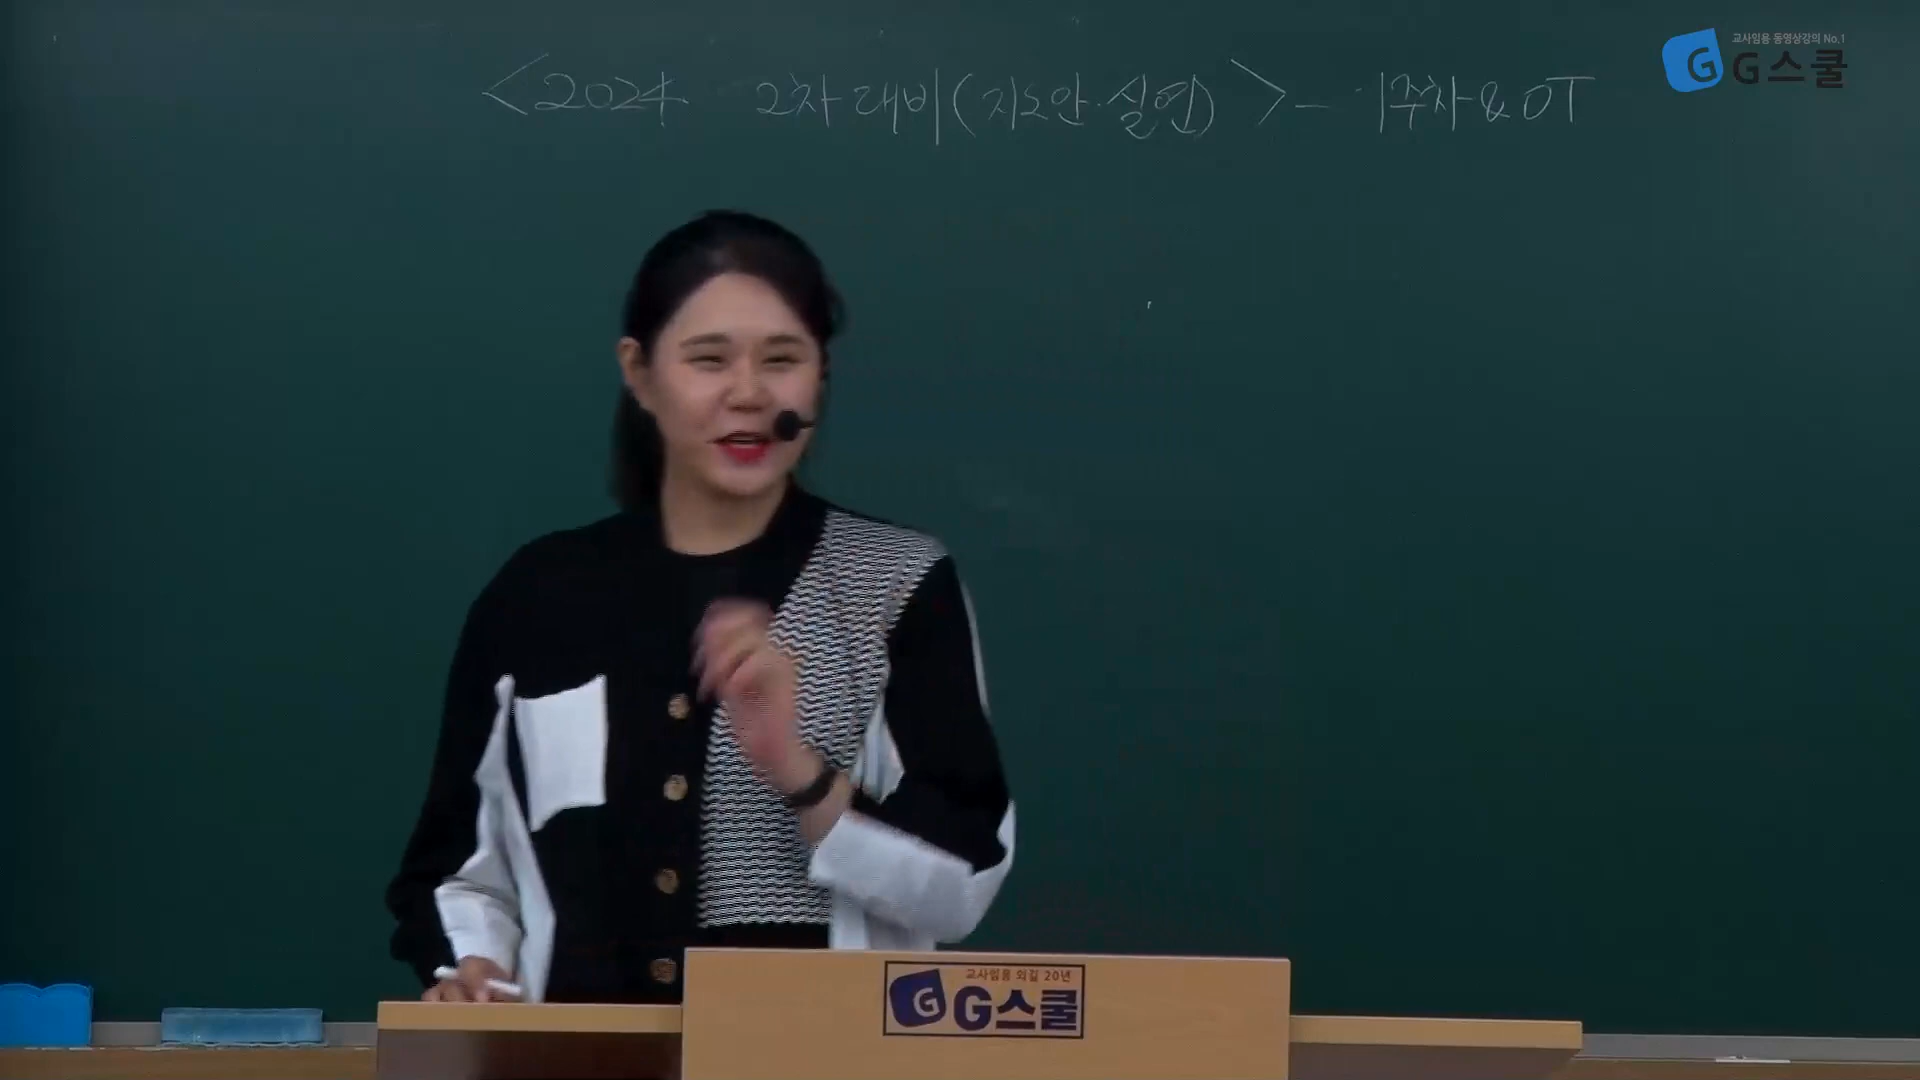 <2024 2차 대비(지도안·실연)> - 1주차 & OT
교사임용 동영상강의 No.1
G스쿨
교사임용 외길 20년
G G스쿨